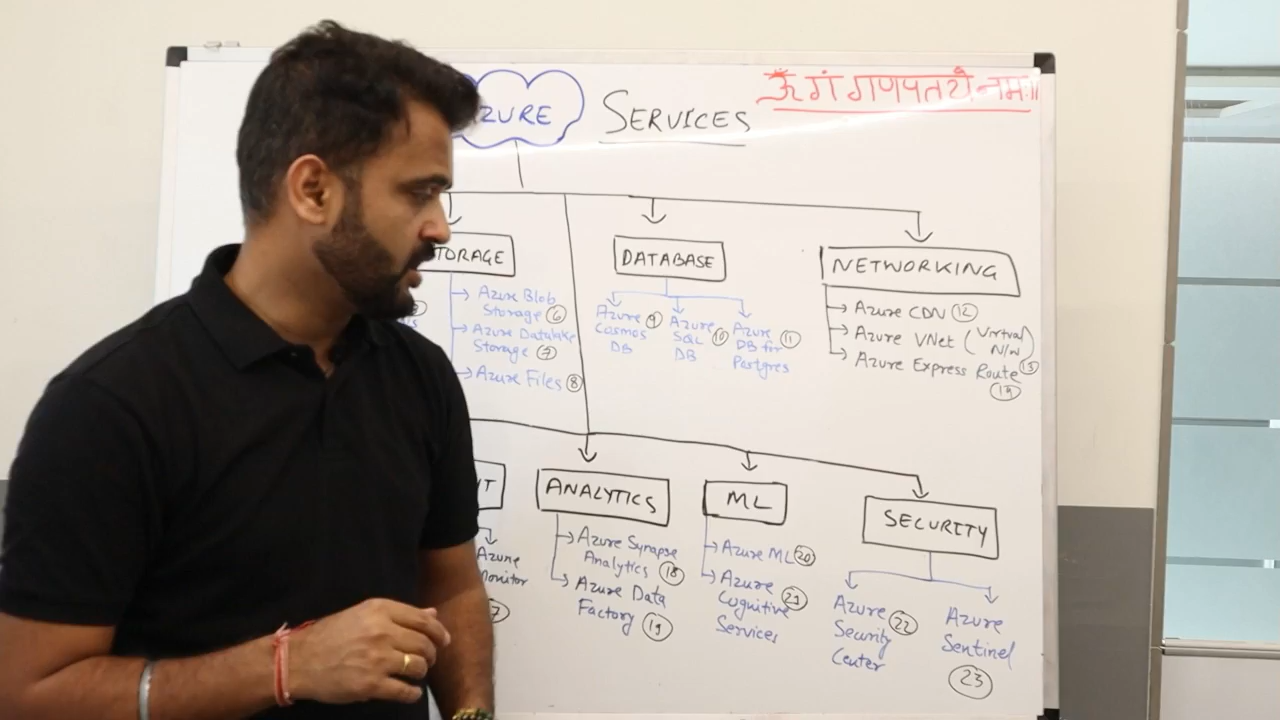 AZURE SERVICES
ॐ गं गणपतये नमः॥
STORAGE
Azure Blob
Storage 6
Azure Datalake
Storage 7
Azure Files 8
DATABASE
Azure 9
Cosmos
DB
Azure
SQL 10
DB
Azure
DB for 11
Postgres
NETWORKING
Azure CDN 12
Azure VNet (Virtual
N/w) 13
Azure Express Route
14
Azure
Monitor
ANALYTICS
Azure Synapse
Analytics 18
Azure Data
Factory 19
ML
Azure ML 20
Azure
Cognitive 21
Services
SECURITY
Azure 22
Security
Center
Azure
Sentinel
23